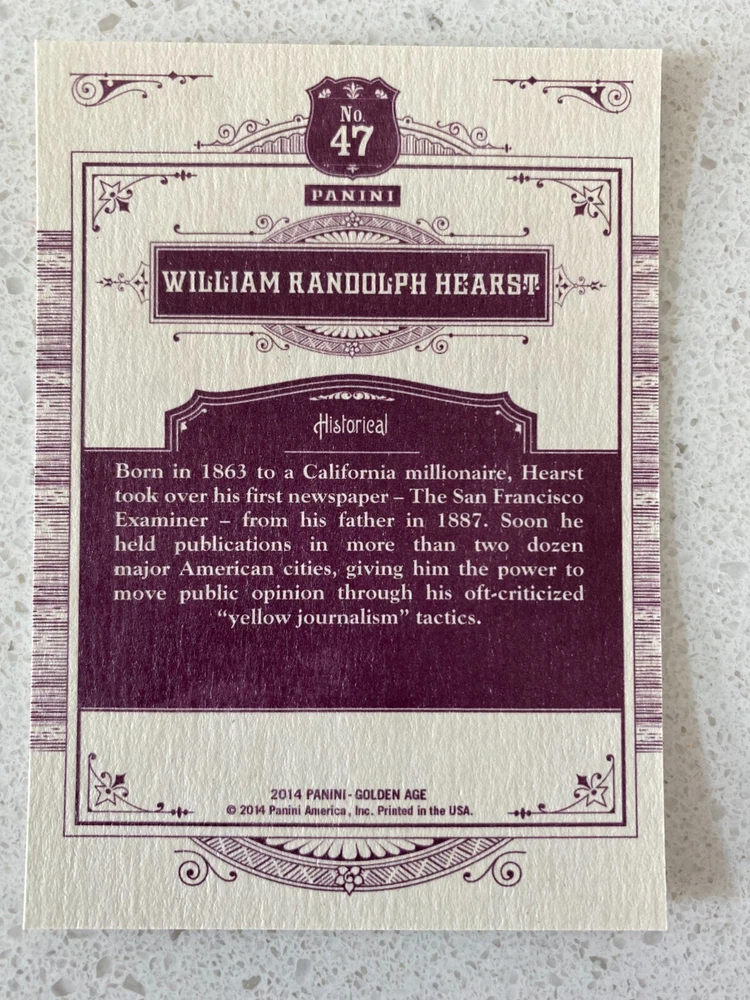 No.
47
PANINI
WILLIAM RANDOLPH HEARST
Historical
Born in 1863 to a California millionaire, Hearst
took over his first newspaper – The San Francisco
Examiner – from his father in 1887. Soon he
held publications in more than two dozen
major American cities, giving him the power to
move public opinion through his oft-criticized
“yellow journalism” tactics.
2014 PANINI - GOLDEN AGE
© 2014 Panini America, Inc. Printed in the USA.